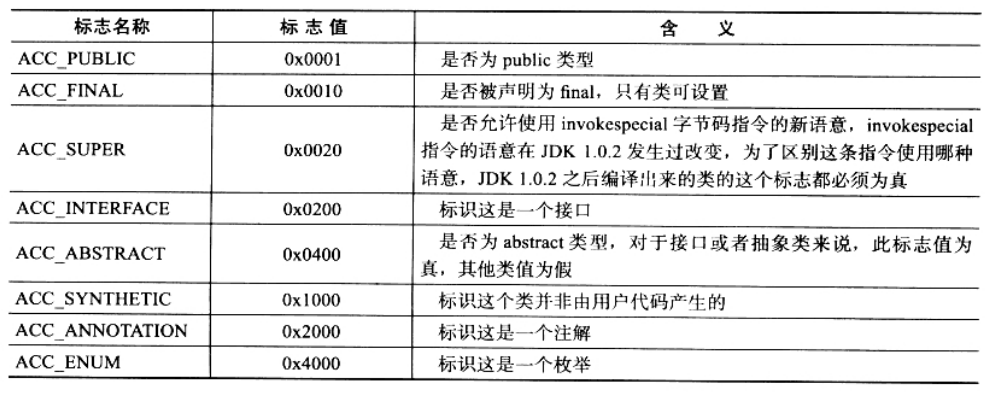 标志名称 标志值 含义
ACC_PUBLIC 0x0001 是否为 public 类型
ACC_FINAL 0x0010 是否被声明为 final，只有类可设置
是否允许使用 invokespecial 字节码指令的新语意，invokespecial
ACC_SUPER 0x0020 指令的语意在 JDK 1.0.2 发生过改变，为了区别这条指令使用哪种
语意，JDK 1.0.2 之后编译出来的类的这个标志都必须为真
ACC_INTERFACE 0x0200 标识这是一个接口
是否为 abstract 类型，对于接口或者抽象类来说，此标志值为
ACC_ABSTRACT 0x0400
真，其他类值为假
ACC_SYNTHETIC 0x1000 标识这个类并非由用户代码产生的
ACC_ANNOTATION 0x2000 标识这是一个注解
ACC_ENUM 0x4000 标识这是一个枚举